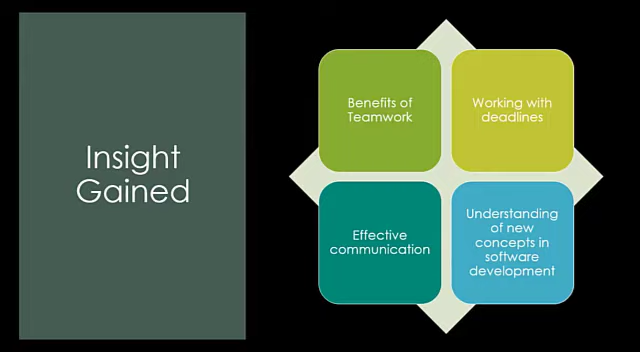 Insight
Gained
Benefits of
Teamwork
Working with
deadlines
Effective
communication
Understanding
of new
concepts in
software
development